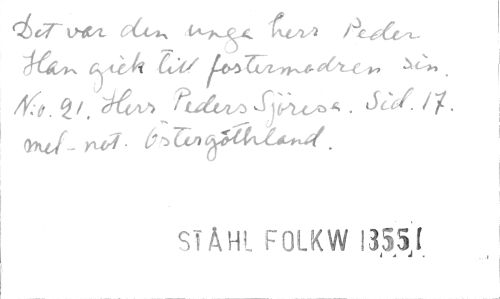 Det var den unga herr Peder
Han gick till fostermodren sin.
N:o. 21. Herr Peders Sjöresa. Sid. 17.
mel-not. Östergöthland.
STÅHL FOLKW 13551